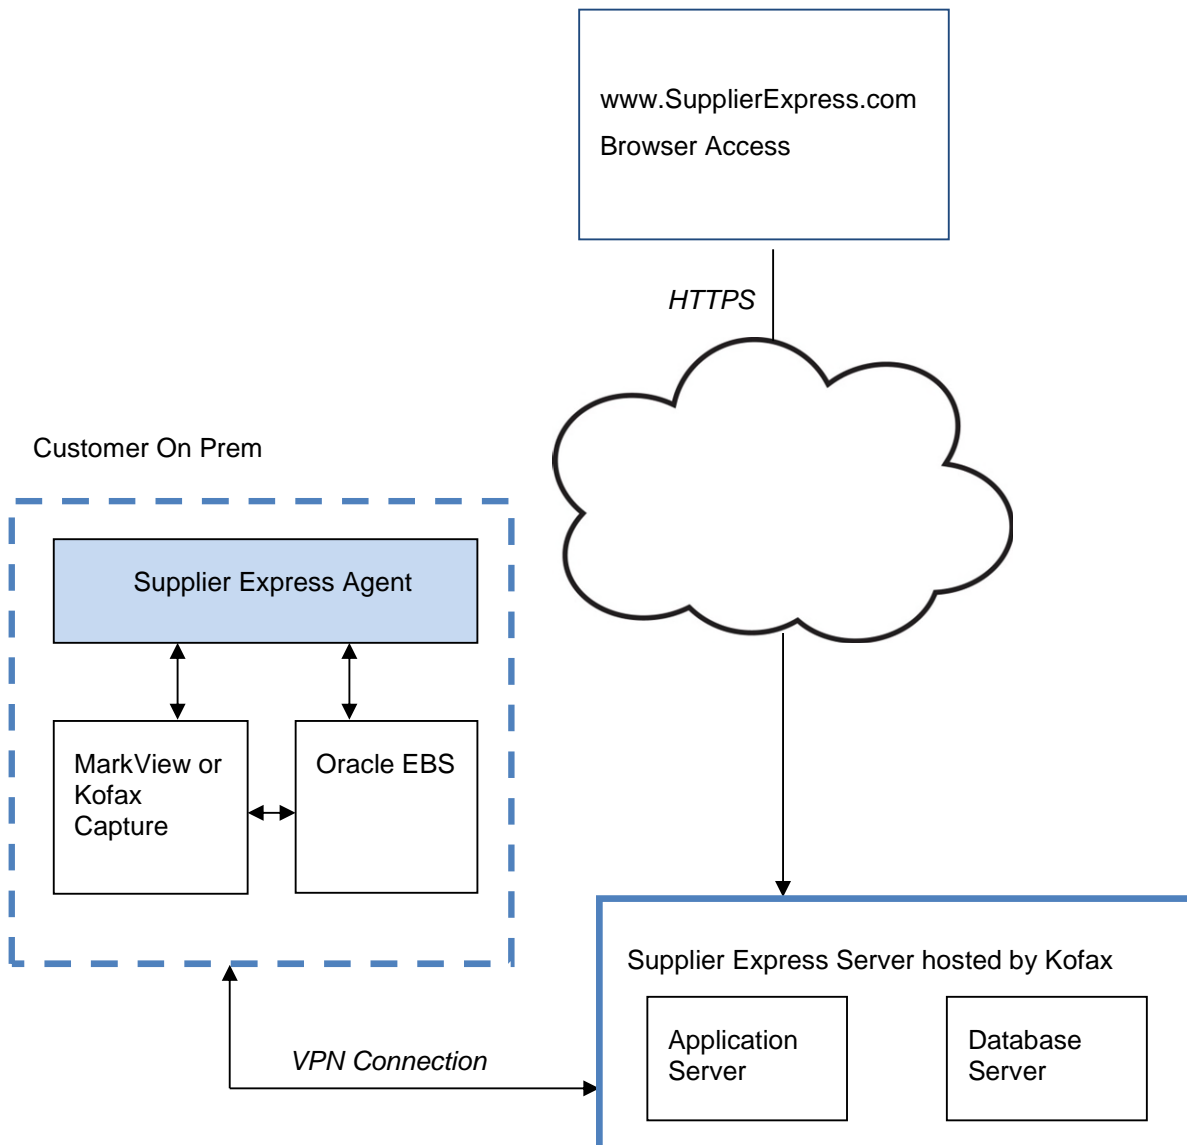 www.SupplierExpress.com
Browser Access
HTTPS
Customer On Prem
Supplier Express Agent
MarkView or
Kofax
Capture
Oracle EBS
Supplier Express Server hosted by Kofax
Application
Server
Database
Server
VPN Connection